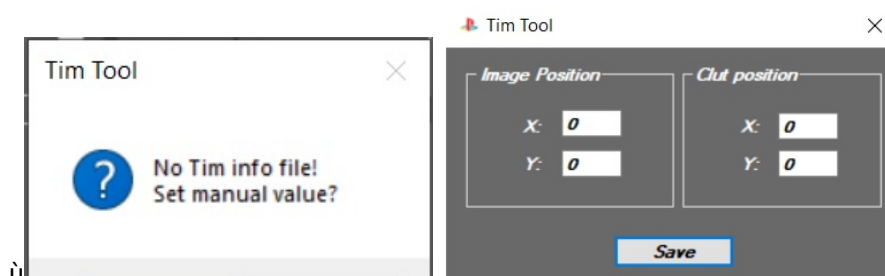 Tim Tool
No Tim info file!
Set manual value?
ù
Tim Tool
Image Position
X: 0
Y: 0
Clut position
X: 0
Y: 0
Save